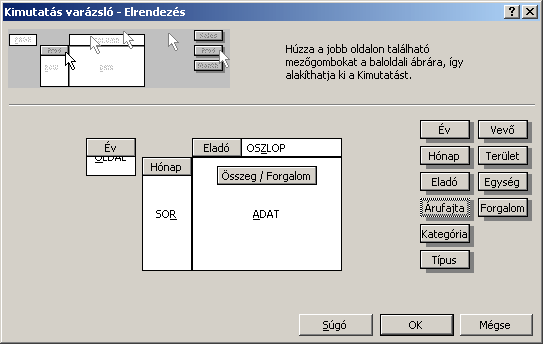 Kimutatás varázsló - Elrendezés
Húzza a jobb oldalon található
mezőgombokat a baloldali ábrára, így
alakíthatja ki a Kimutatást.
Év
OLDAL
Eladó
OSZLOP
Hónap
Összeg / Forgalom
SOR
ADAT
Év
Vevő
Hónap
Terület
Eladó
Egység
Árufajta
Forgalom
Kategória
Típus
Súgó
OK
Mégse